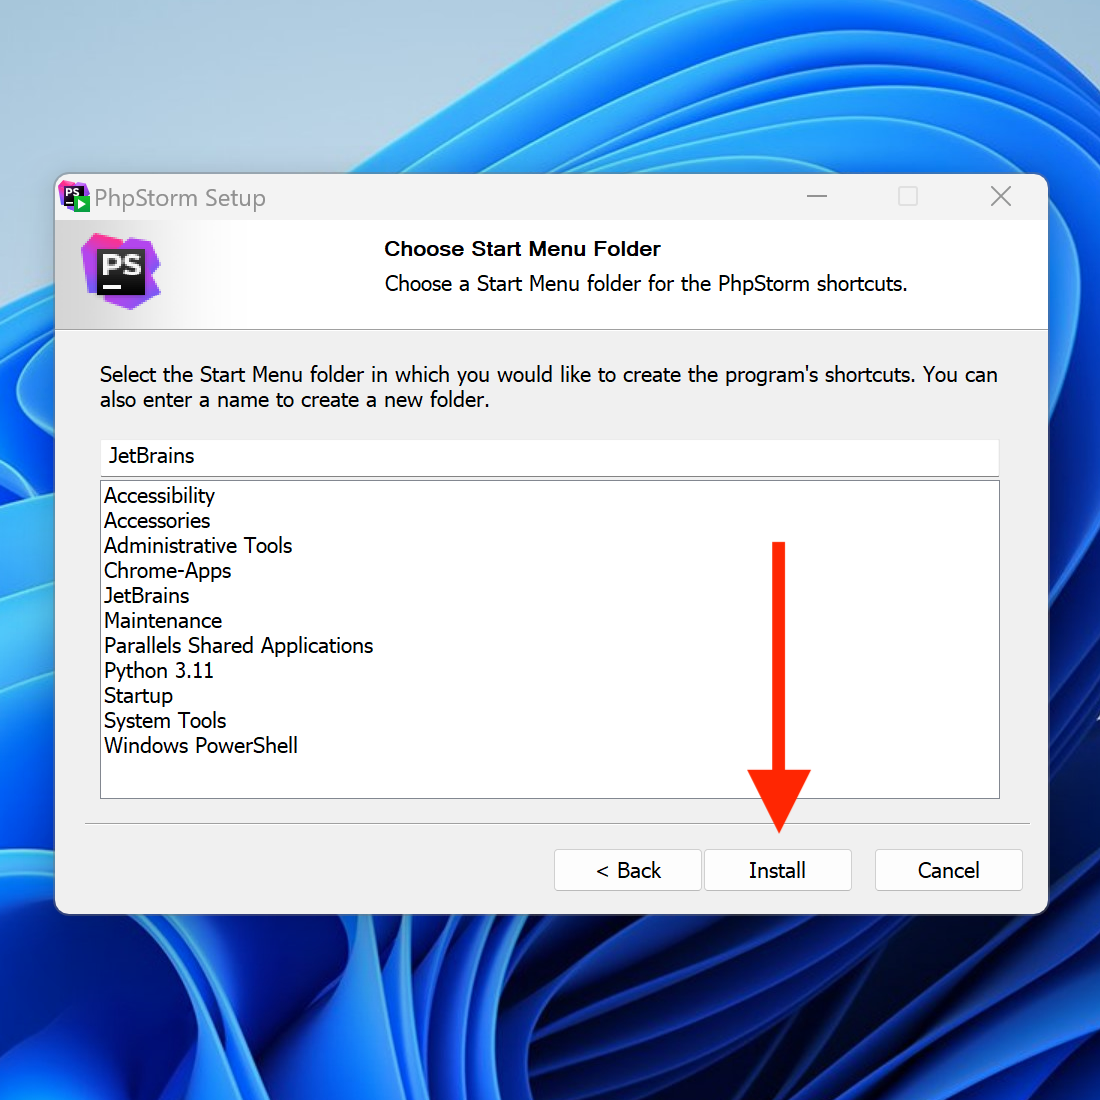 PS
PhpStorm Setup
PS
Choose Start Menu Folder
Choose a Start Menu folder for the PhpStorm shortcuts.
Select the Start Menu folder in which you would like to create the program's shortcuts. You can
also enter a name to create a new folder.
JetBrains
Accessibility
Accessories
Administrative Tools
Chrome-Apps
JetBrains
Maintenance
Parallels Shared Applications
Python 3.11
Startup
System Tools
Windows PowerShell
< Back
Install
Cancel